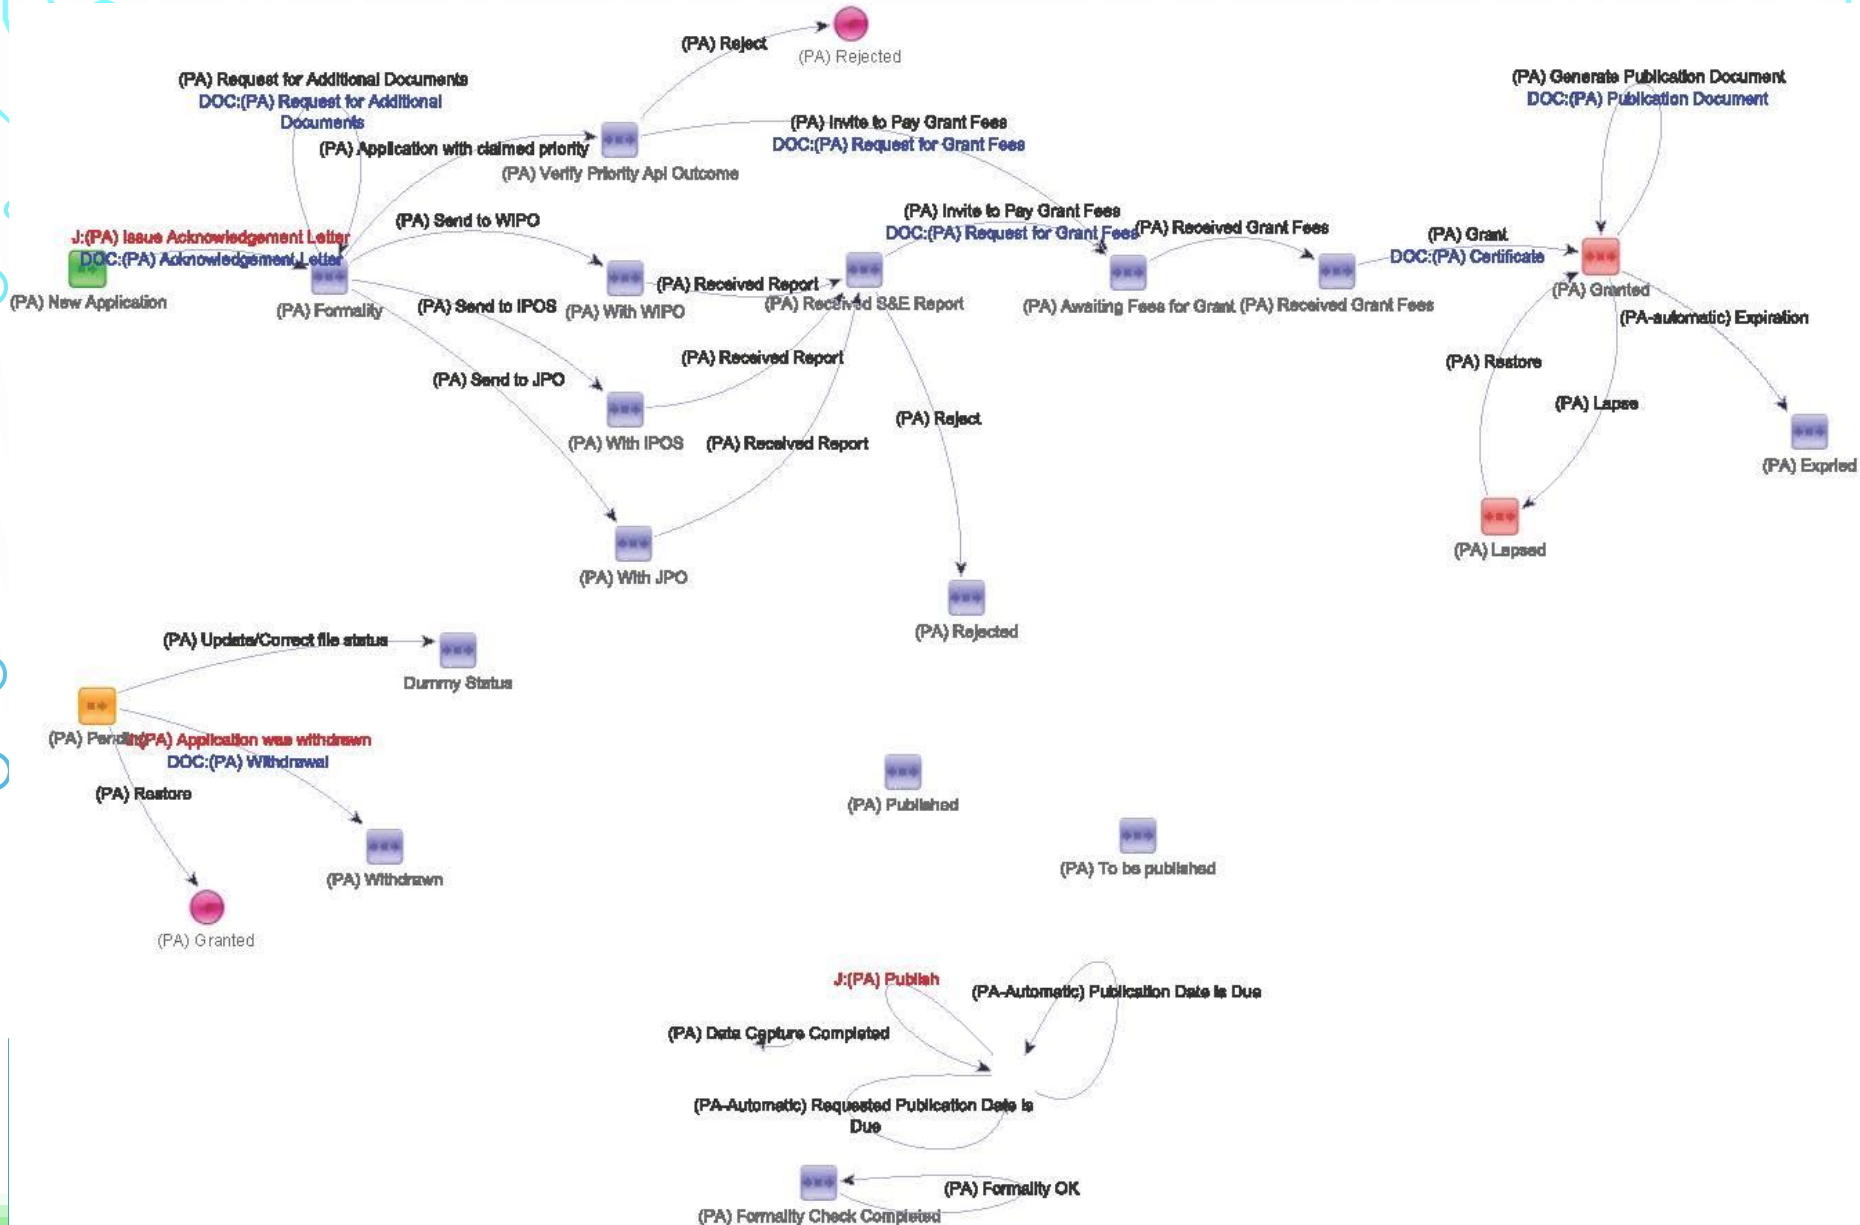 (PA) Reject
(PA) Rejected
(PA) Request for Additional Documents
DOC:(PA) Request for Additional
Documents
(PA) Generate Publication Document
DOC:(PA) Publication Document
(PA) Application with claimed priority
(PA) Verify Priority Apl Outcome
(PA) Invite to Pay Grant Fees
DOC:(PA) Request for Grant Fees
J:(PA) Issue Acknowledgement Letter
DOC:(PA) Acknowledgement Letter
(PA) New Application
(PA) Formality
(PA) Send to WIPO
(PA) Send to IPOS
(PA) Send to JPO
(PA) With WIPO
(PA) Received Report
(PA) Received S&E Report
(PA) Invite to Pay Grant Fees
DOC:(PA) Request for Grant Fees
(PA) Received Grant Fees
(PA) Awaiting Fees for Grant
(PA) Received Grant Fees
(PA) Grant
DOC:(PA) Certificate
(PA) Granted
(PA-automatic) Expiration
(PA) Restore
(PA) Lapse
(PA) Expried
(PA) Lapsed
(PA) Received Report
(PA) With IPOS
(PA) Received Report
(PA) With JPO
(PA) Reject
(PA) Rejected
(PA) Update/Correct file status
Dummy Status
(PA)
(PA) Application was withdrawn
DOC:(PA) Withdrawal
(PA) Restore
(PA) Withdrawn
(PA) Granted
(PA) Published
(PA) To be published
J:(PA) Publish
(PA-Automatic) Publication Date is Due
(PA) Data Capture Completed
(PA-Automatic) Requested Publication Date is
Due
(PA) Formality OK
(PA) Formality Check Completed